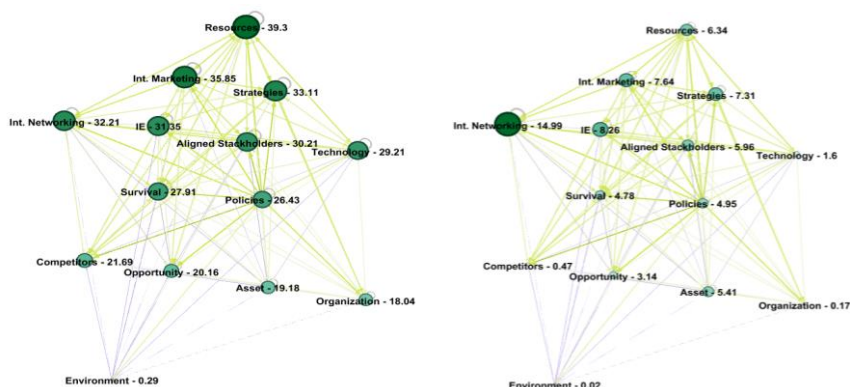 Resources - 39.3
Int. Marketing - 35.85
Strategies - 33.11
Int. Networking - 32.21
IE - 31.35
Aligned Stackholders - 30.21
Technology - 29.21
Survival - 27.91
Policies - 26.43
Competitors - 21.69
Opportunity - 20.16
Asset - 19.18
Organization - 18.04
Environment - 0.29
Resources - 6.34
Int. Marketing - 7.64
Strategies - 7.31
Int. Networking - 14.99
IE - 8.26
Aligned Stackholders - 5.96
Technology - 1.6
Survival - 4.78
Policies - 4.95
Competitors - 0.47
Opportunity - 3.14
Asset - 5.41
Organization - 0.17
Environment - 0.02